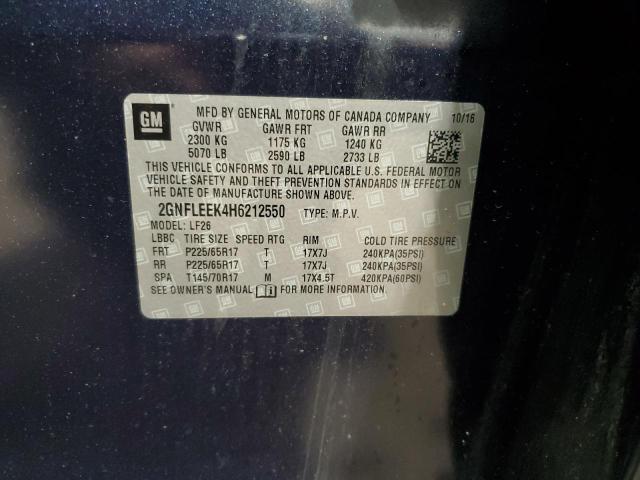 GM
MFD BY GENERAL MOTORS OF CANADA COMPANY 10/16
GVWR GAWR FRT GAWR RR
2300 KG 1175 KG 1240 KG
5070 LB 2590 LB 2733 LB
THIS VEHICLE CONFORMS TO ALL APPLICABLE U.S. FEDERAL MOTOR
VEHICLE SAFETY AND THEFT PREVENTION STANDARDS IN EFFECT ON
THE DATE OF MANUFACTURE SHOWN ABOVE.
2GNFLEEK4H6212550 TYPE: M.P.V.
MODEL: LF26
LBBC TIRE SIZE SPEED RTG RIM COLD TIRE PRESSURE
FRT P225/65R17 T 17X7J 240KPA(35PSI)
RR P225/65R17 T 17X7J 240KPA(35PSI)
SPA T145/70R17 M 17X4.5T 420KPA(60PSI)
SEE OWNER'S MANUAL FOR MORE INFORMATION.